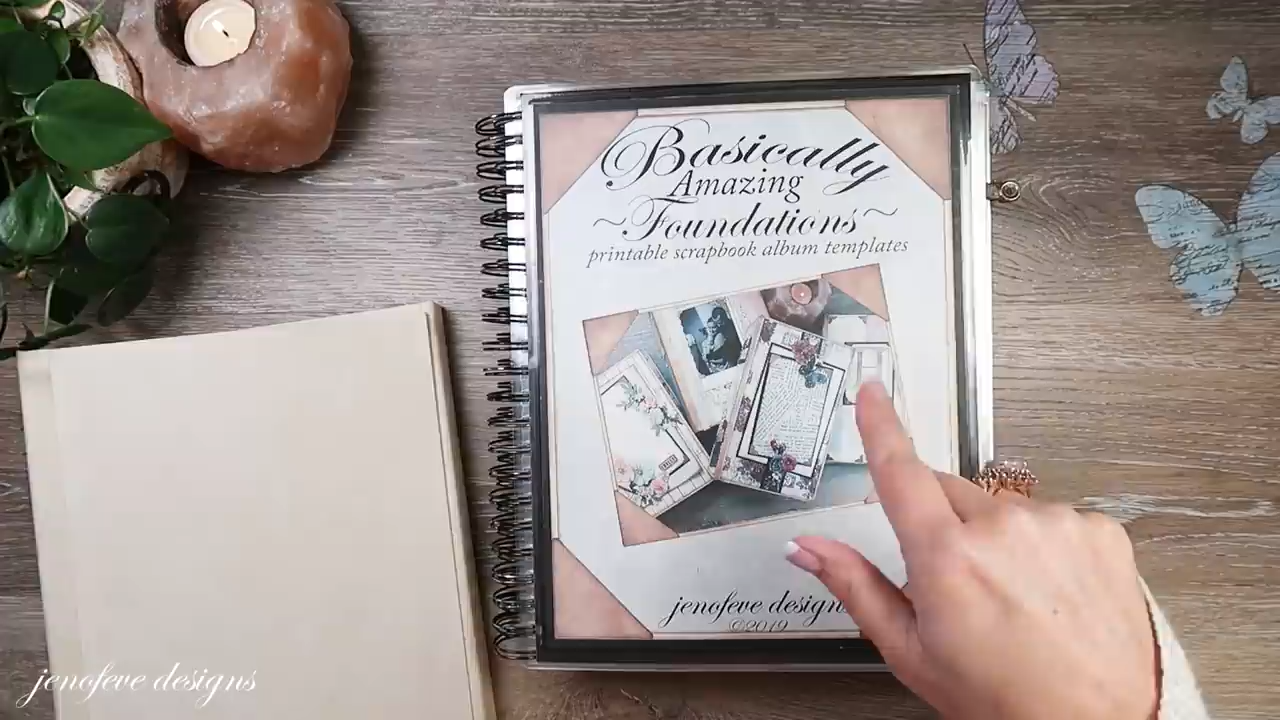 Basically
Amazing
~Foundations~
printable scrapbook album templates
jenofeve designs
©2019
jenofeve designs